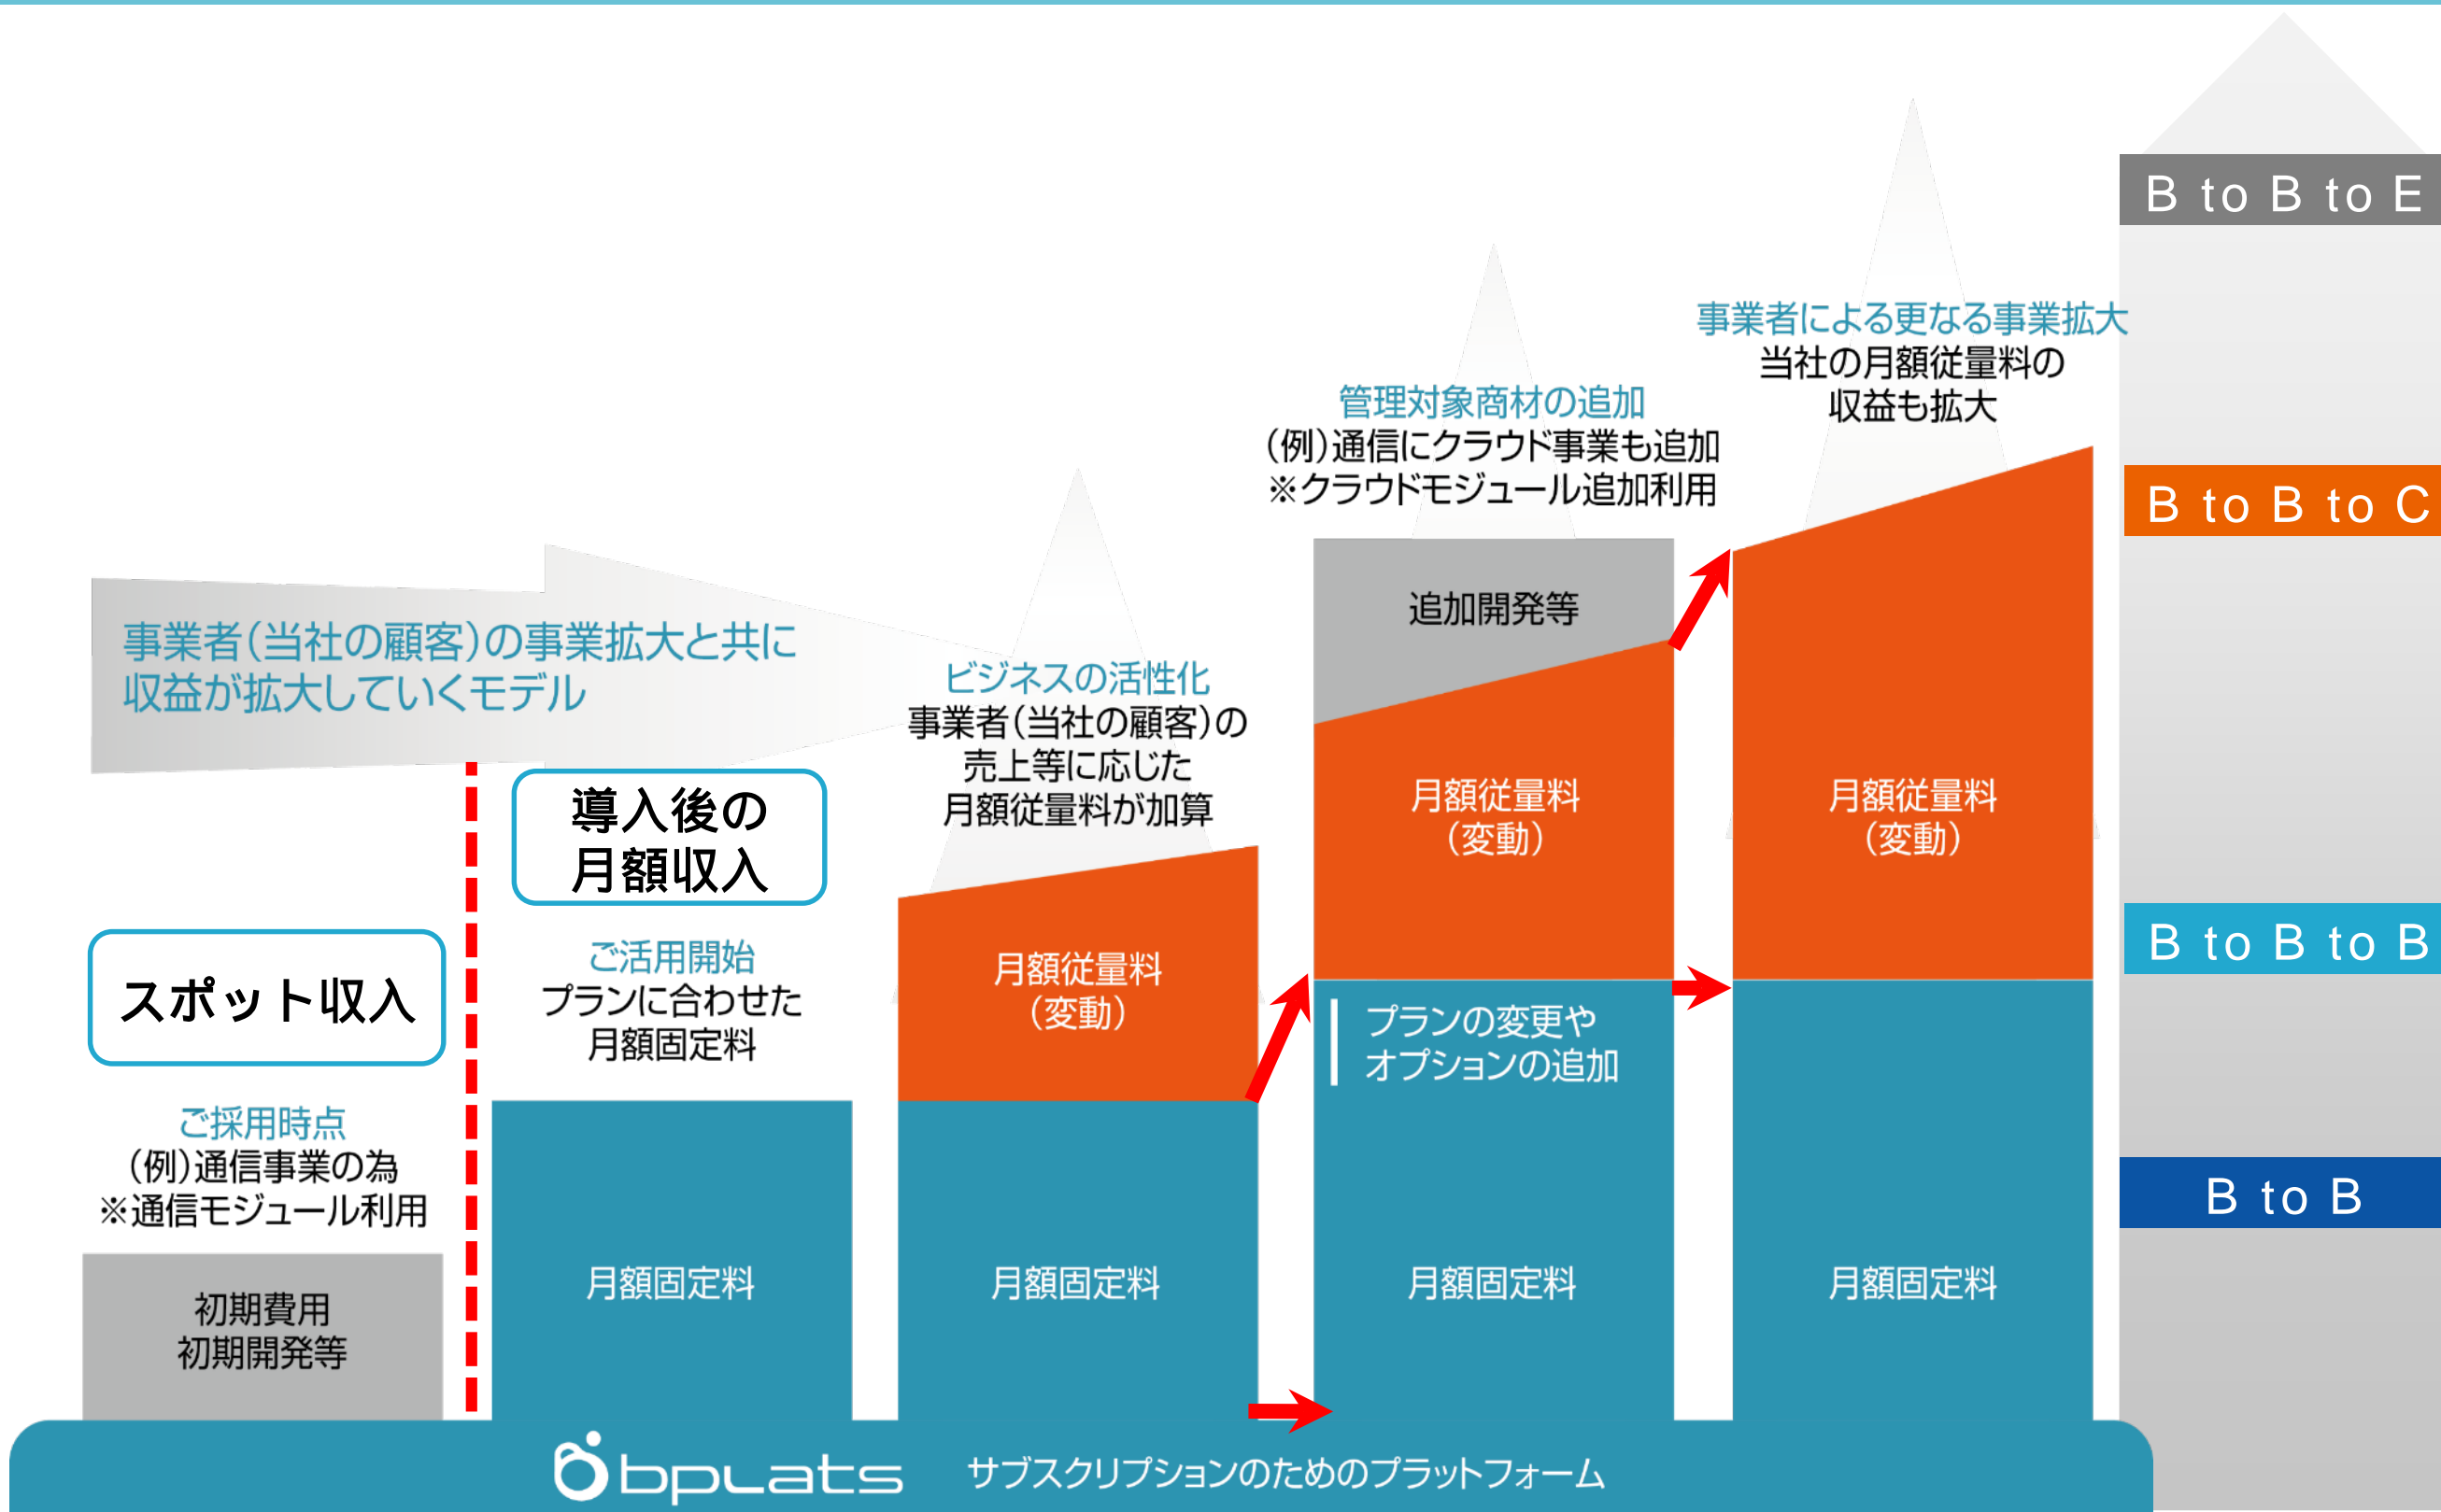 事業者(当社の顧客)の事業拡大と共に
収益が拡大していくモデル
スポット収入
ご採用時点
(例)通信事業の為
※通信モジュール利用
初期費用
初期開発等
導入後の
月額収入
ご活用開始
プランに合わせた
月額固定料
月額固定料
ビジネスの活性化
事業者(当社の顧客)の
売上等に応じた
月額従量料が加算
月額従量料
(変動)
月額固定料
管理対象商材の追加
(例)通信にクラウド事業も追加
※クラウドモジュール追加利用
追加開発等
月額従量料
(変動)
プランの変更や
オプションの追加
月額固定料
事業者による更なる事業拡大
当社の月額従量料の
収益も拡大
月額従量料
(変動)
月額固定料
B to B to E
B to B to C
B to B to B
B to B
bplats
サブスクリプションのためのプラットフォーム